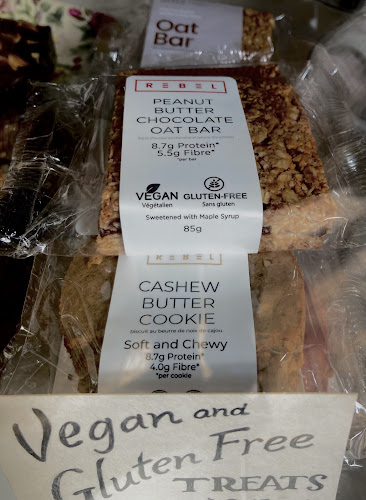 Oat
Bar
REBEL
PEANUT
BUTTER
CHOCOLATE
OAT BAR
8.7g Protein*
5.5g Fibre*
*per bar
VEGAN
Végétalien
GLUTEN-FREE
Sans gluten
Sweetened with Maple Syrup
85g
REBEL
CASHEW
BUTTER
COOKIE
Biscuit au beurre de noix de cajou
Soft and Chewy
8.7g Protein*
4.0g Fibre*
*per cookie
Vegan and
Gluten Free
TREATS